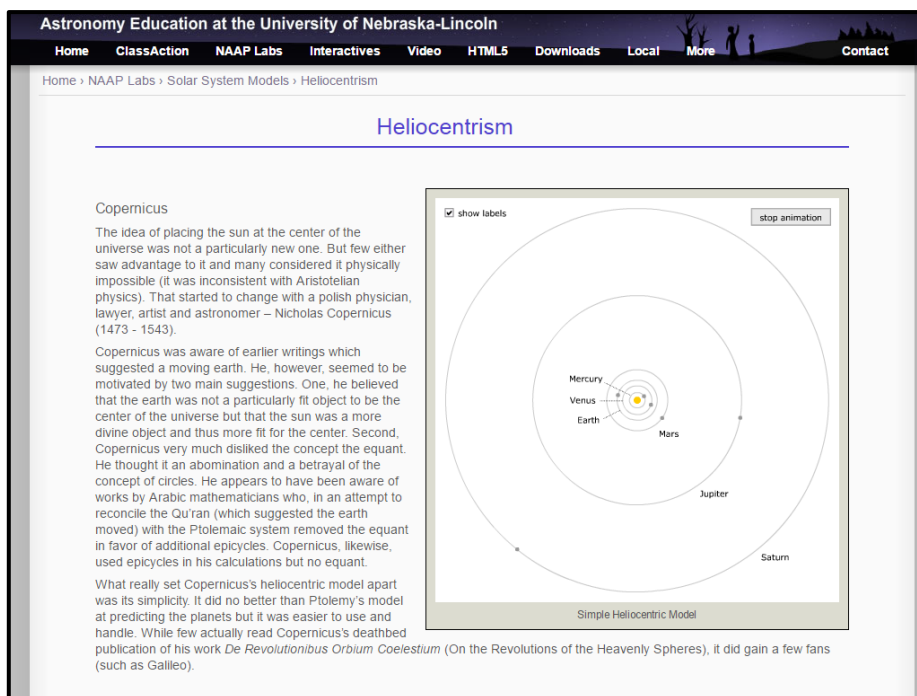 Astronomy Education at the University of Nebraska-Lincoln
Home ClassAction NAAP Labs Interactives Video HTML5 Downloads Local More Contact
Home › NAAP Labs › Solar System Models › Heliocentrism
Heliocentrism
Copernicus
The idea of placing the sun at the center of the
universe was not a particularly new one. But few either
saw advantage to it and many considered it physically
impossible (it was inconsistent with Aristotelian
physics). That started to change with a polish physician,
lawyer, artist and astronomer – Nicholas Copernicus
(1473 - 1543).
Copernicus was aware of earlier writings which
suggested a moving earth. He, however, seemed to be
motivated by two main suggestions. One, he believed
that the earth was not a particularly fit object to be the
center of the universe but that the sun was a more
divine object and thus more fit for the center. Second,
Copernicus very much disliked the concept the equant.
He thought it an abomination and a betrayal of the
concept of circles. He appears to have been aware of
works by Arabic mathematicians who, in an attempt to
reconcile the Qu'ran (which suggested the earth
moved) with the Ptolemaic system removed the equant
in favor of additional epicycles. Copernicus, likewise,
used epicycles in his calculations but no equant.
What really set Copernicus's heliocentric model apart
was its simplicity. It did no better than Ptolemy's model
at predicting the planets but it was easier to use and
handle. While few actually read Copernicus's deathbed
publication of his work De Revolutionibus Orbium Coelestium (On the Revolutions of the Heavenly Spheres), it did gain a few fans
(such as Galileo).
show labels
stop animation
Mercury
Venus
Earth
Mars
Jupiter
Saturn
Simple Heliocentric Model